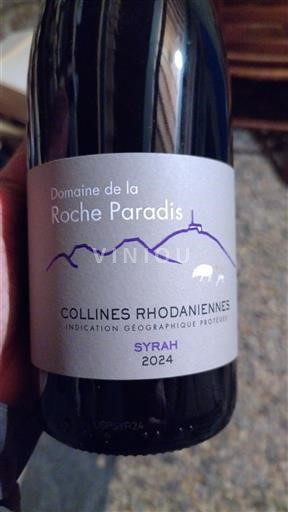 Domaine de la
Roche Paradis
VINIOU
COLLINES RHODANIENNES
INDICATION GÉOGRAPHIQUE PROTÉGÉE
SYRAH
2024